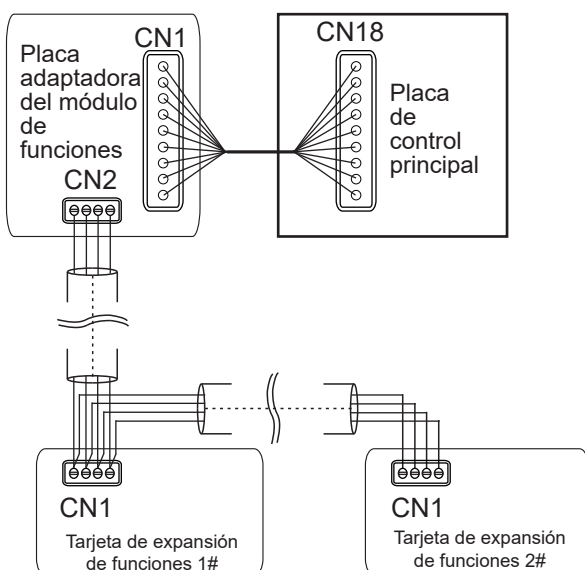 CN1
Placa
adaptadora
del módulo
de
funciones
CN2
CN18
Placa
de
control
principal
CN1
Tarjeta de expansión
de funciones 1#
CN1
Tarjeta de expansión
de funciones 2#